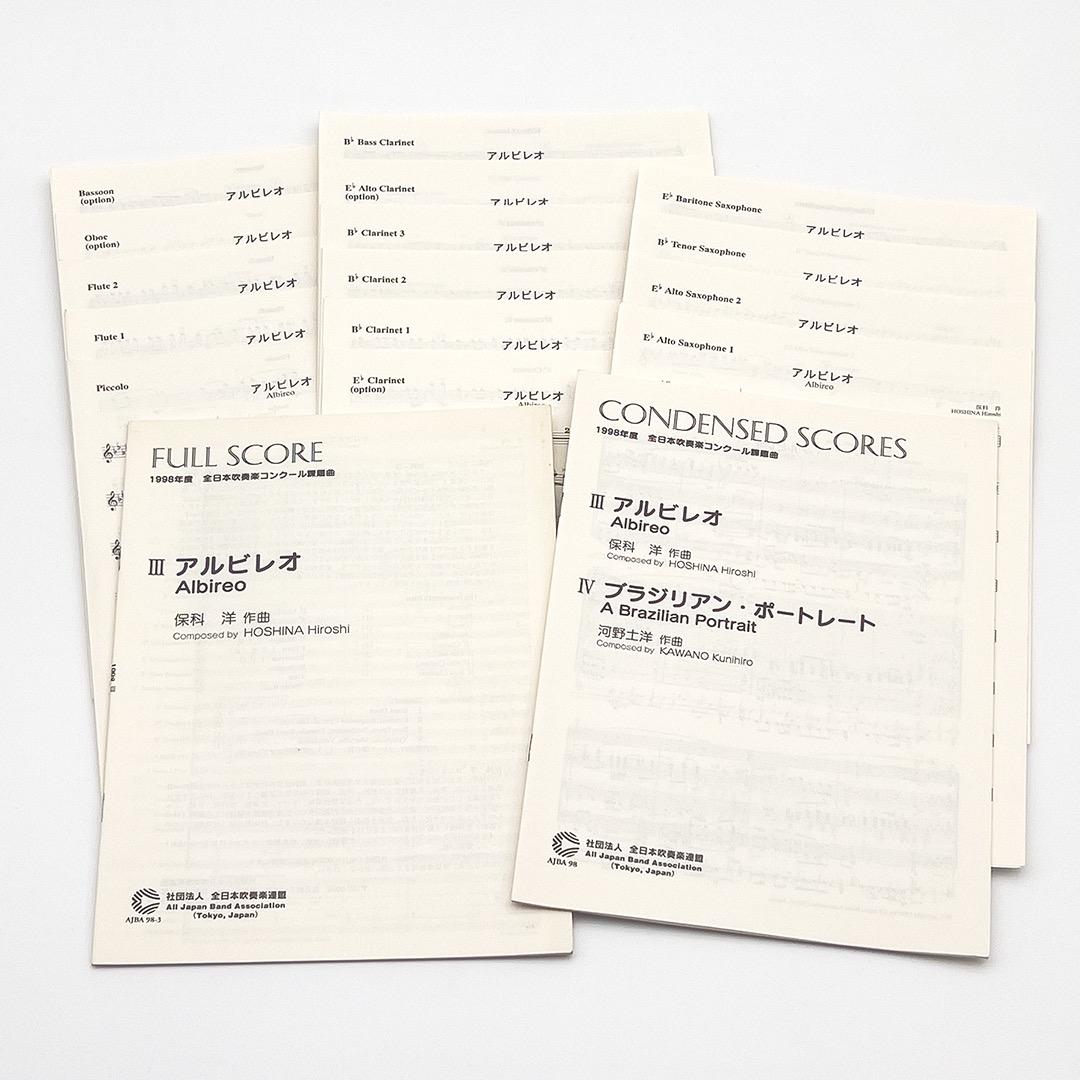 Bassoon
(option)
アルビレオ
Oboe
(option)
アルビレオ
Flute 2
アルビレオ
Flute 1
アルビレオ
Piccolo
アルビレオ
Albireo
B♭ Bass Clarinet
アルビレオ
E♭ Alto Clarinet
(option)
アルビレオ
B♭ Clarinet 3
アルビレオ
B♭ Clarinet 2
アルビレオ
B♭ Clarinet 1
アルビレオ
E♭ Clarinet
(option)
アルビレオ
Albireo
E♭ Baritone Saxophone
アルビレオ
B♭ Tenor Saxophone
アルビレオ
E♭ Alto Saxophone 2
アルビレオ
E♭ Alto Saxophone 1
アルビレオ
Albireo
保科 洋
HOSHINA Hiroshi
FULL SCORE
1998年度 全日本吹奏楽コンクール課題曲
Ⅲ アルビレオ
Albireo
保科 洋 作曲
Composed by HOSHINA Hiroshi
社団法人 全日本吹奏楽連盟
All Japan Band Association
(Tokyo, Japan)
AJBA 98-3
CONDENSED SCORES
1998年度 全日本吹奏楽コンクール課題曲
Ⅲ アルビレオ
Albireo
保科 洋 作曲
Composed by HOSHINA Hiroshi
Ⅳ ブラジリアン・ポートレート
A Brazilian Portrait
河野土洋 作曲
Composed by KAWANO Kunihiro
社団法人 全日本吹奏楽連盟
All Japan Band Association
(Tokyo, Japan)
AJBA 98